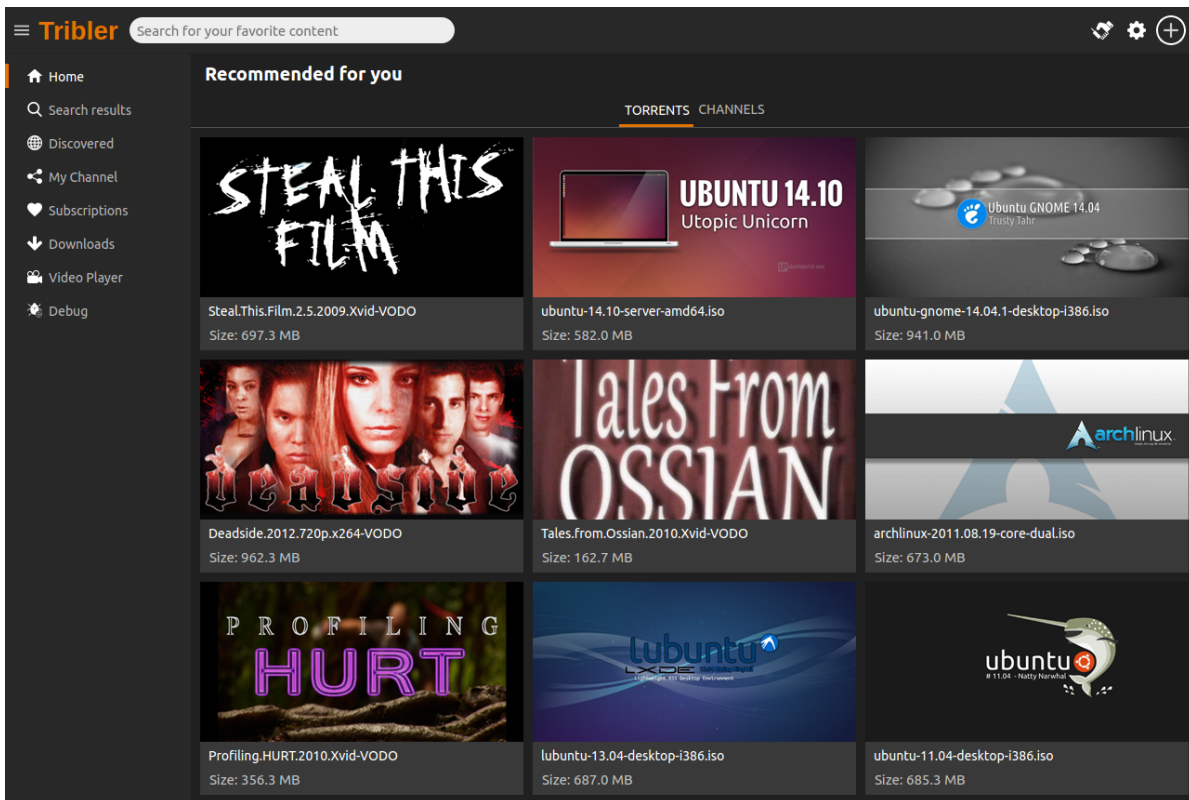 Tribler
Search for your favorite content
Home
Search results
Discovered
My Channel
Subscriptions
Downloads
Video Player
Debug
Recommended for you
TORRENTS CHANNELS
STEAL THIS
FILM
Steal.This.Film.2.5.2009.Xvid-VODO
Size: 697.3 MB
UBUNTU 14.10
Utopic Unicorn
ubuntu-14.10-server-amd64.iso
Size: 582.0 MB
Ubuntu GNOME 14.04
Trusty Tahr
ubuntu-gnome-14.04.1-desktop-i386.iso
Size: 941.0 MB
DEADSIDE
Deadside.2012.720p.x264-VODO
Size: 962.3 MB
Tales From
OSSIAN
Tales.from.Ossian.2010.Xvid-VODO
Size: 162.7 MB
archlinux
archlinux-2011.08.19-core-dual.iso
Size: 673.0 MB
PROFILING
HURT
Profiling.HURT.2010.Xvid-VODO
Size: 356.3 MB
lubuntu
LXDE
Lightweight X11 Desktop Environment
lubuntu-13.04-desktop-i386.iso
Size: 687.0 MB
ubuntu
# 11.04 - Natty Narwhal
ubuntu-11.04-desktop-i386.iso
Size: 685.3 MB